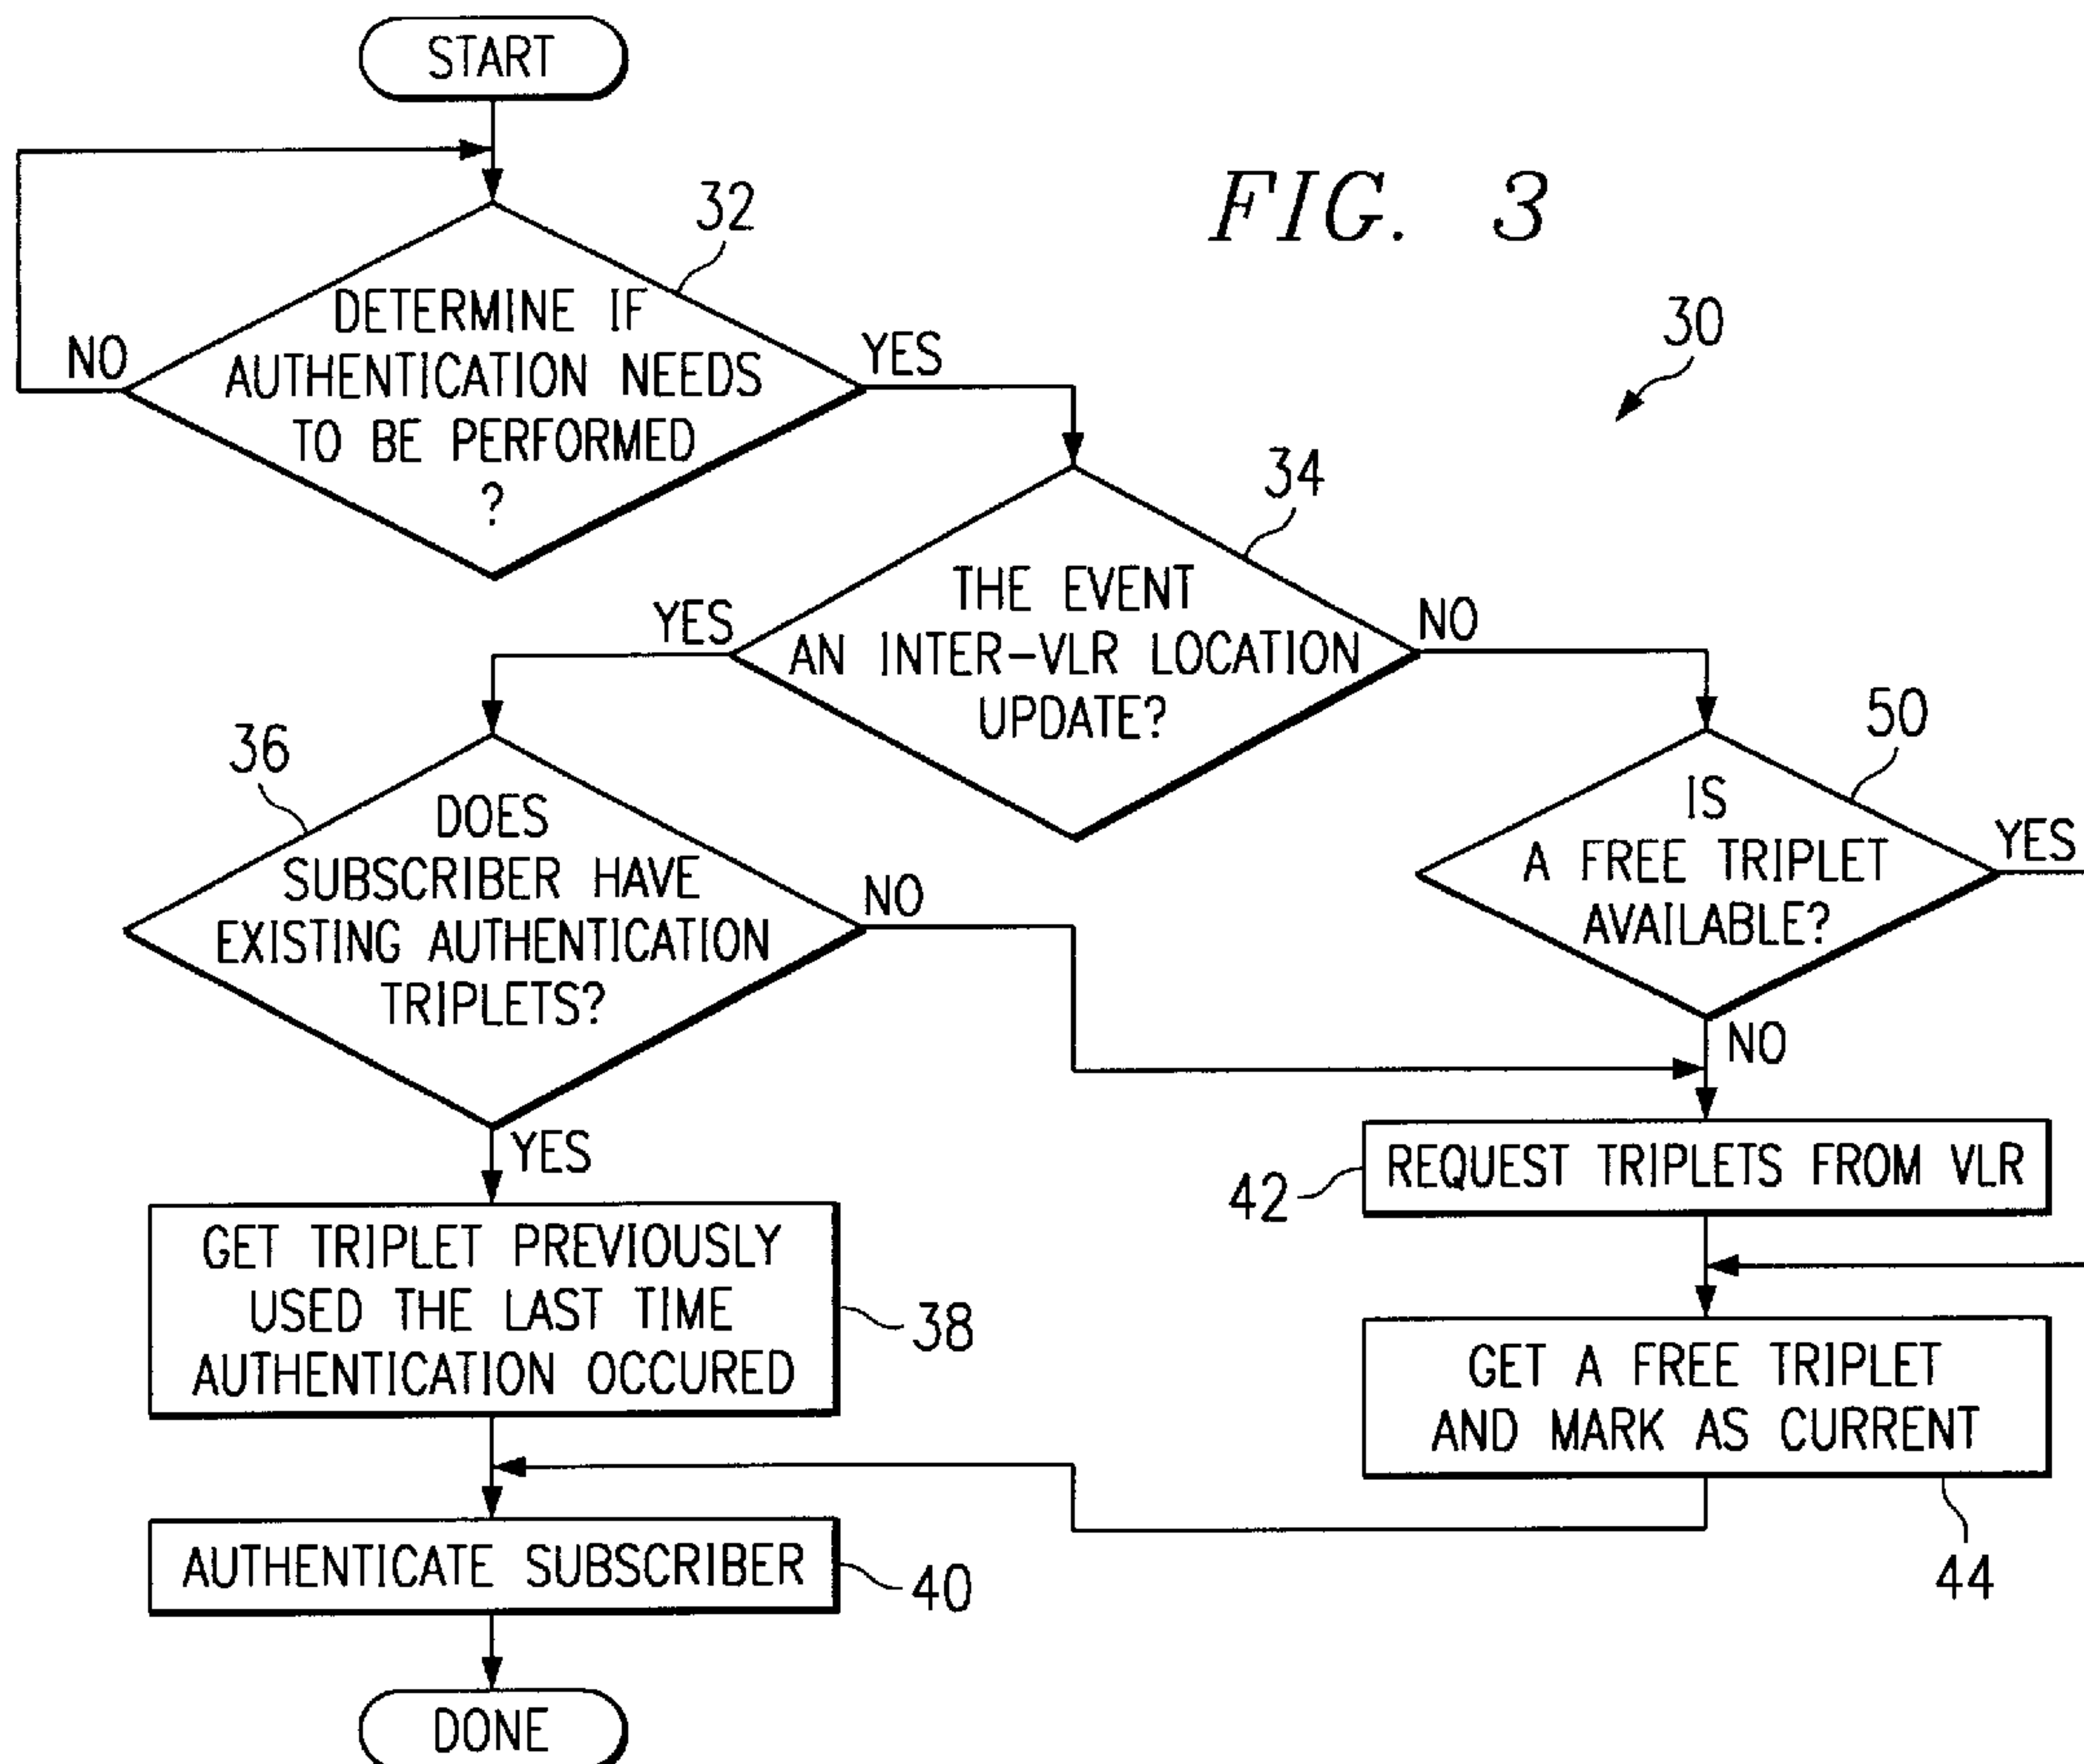 START
FIG. 3
32
30
DETERMINE IF
AUTHENTICATION NEEDS
TO BE PERFORMED
?
NO
YES
34
THE EVENT
AN INTER-VLR LOCATION
UPDATE?
YES
NO
36
DOES
SUBSCRIBER HAVE
EXISTING AUTHENTICATION
TRIPLETS?
NO
YES
50
IS
A FREE TRIPLET
AVAILABLE?
YES
NO
42
REQUEST TRIPLETS FROM VLR
GET TRIPLET PREVIOUSLY
USED THE LAST TIME
AUTHENTICATION OCCURED
38
GET A FREE TRIPLET
AND MARK AS CURRENT
44
AUTHENTICATE SUBSCRIBER
40
DONE